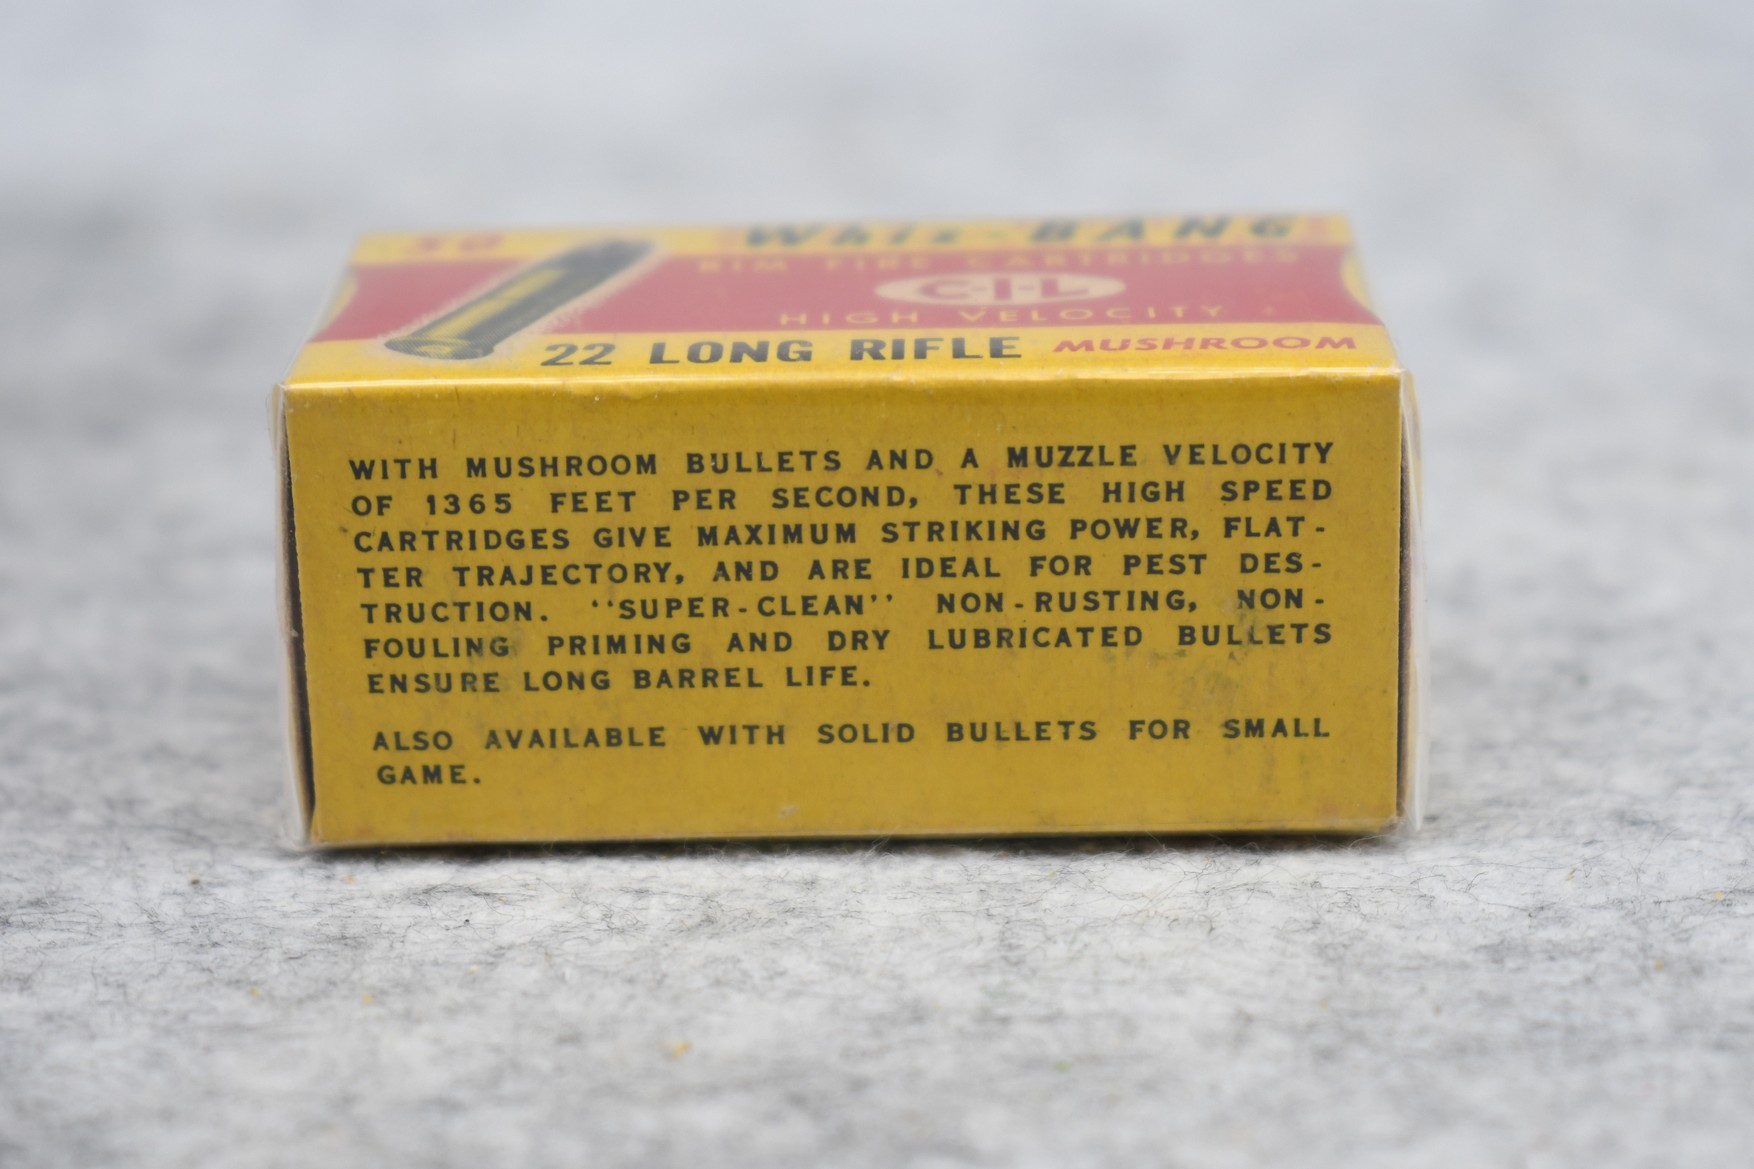 50 Whiz-BANG
RIM FIRE CARTRIDGES
C-I-L
HIGH VELOCITY
22 LONG RIFLE MUSHROOM
WITH MUSHROOM BULLETS AND A MUZZLE VELOCITY
OF 1365 FEET PER SECOND, THESE HIGH SPEED
CARTRIDGES GIVE MAXIMUM STRIKING POWER, FLAT-
TER TRAJECTORY, AND ARE IDEAL FOR PEST DES-
TRUCTION. ''SUPER-CLEAN'' NON-RUSTING, NON-
FOULING PRIMING AND DRY LUBRICATED BULLETS
ENSURE LONG BARREL LIFE.
ALSO AVAILABLE WITH SOLID BULLETS FOR SMALL
GAME.